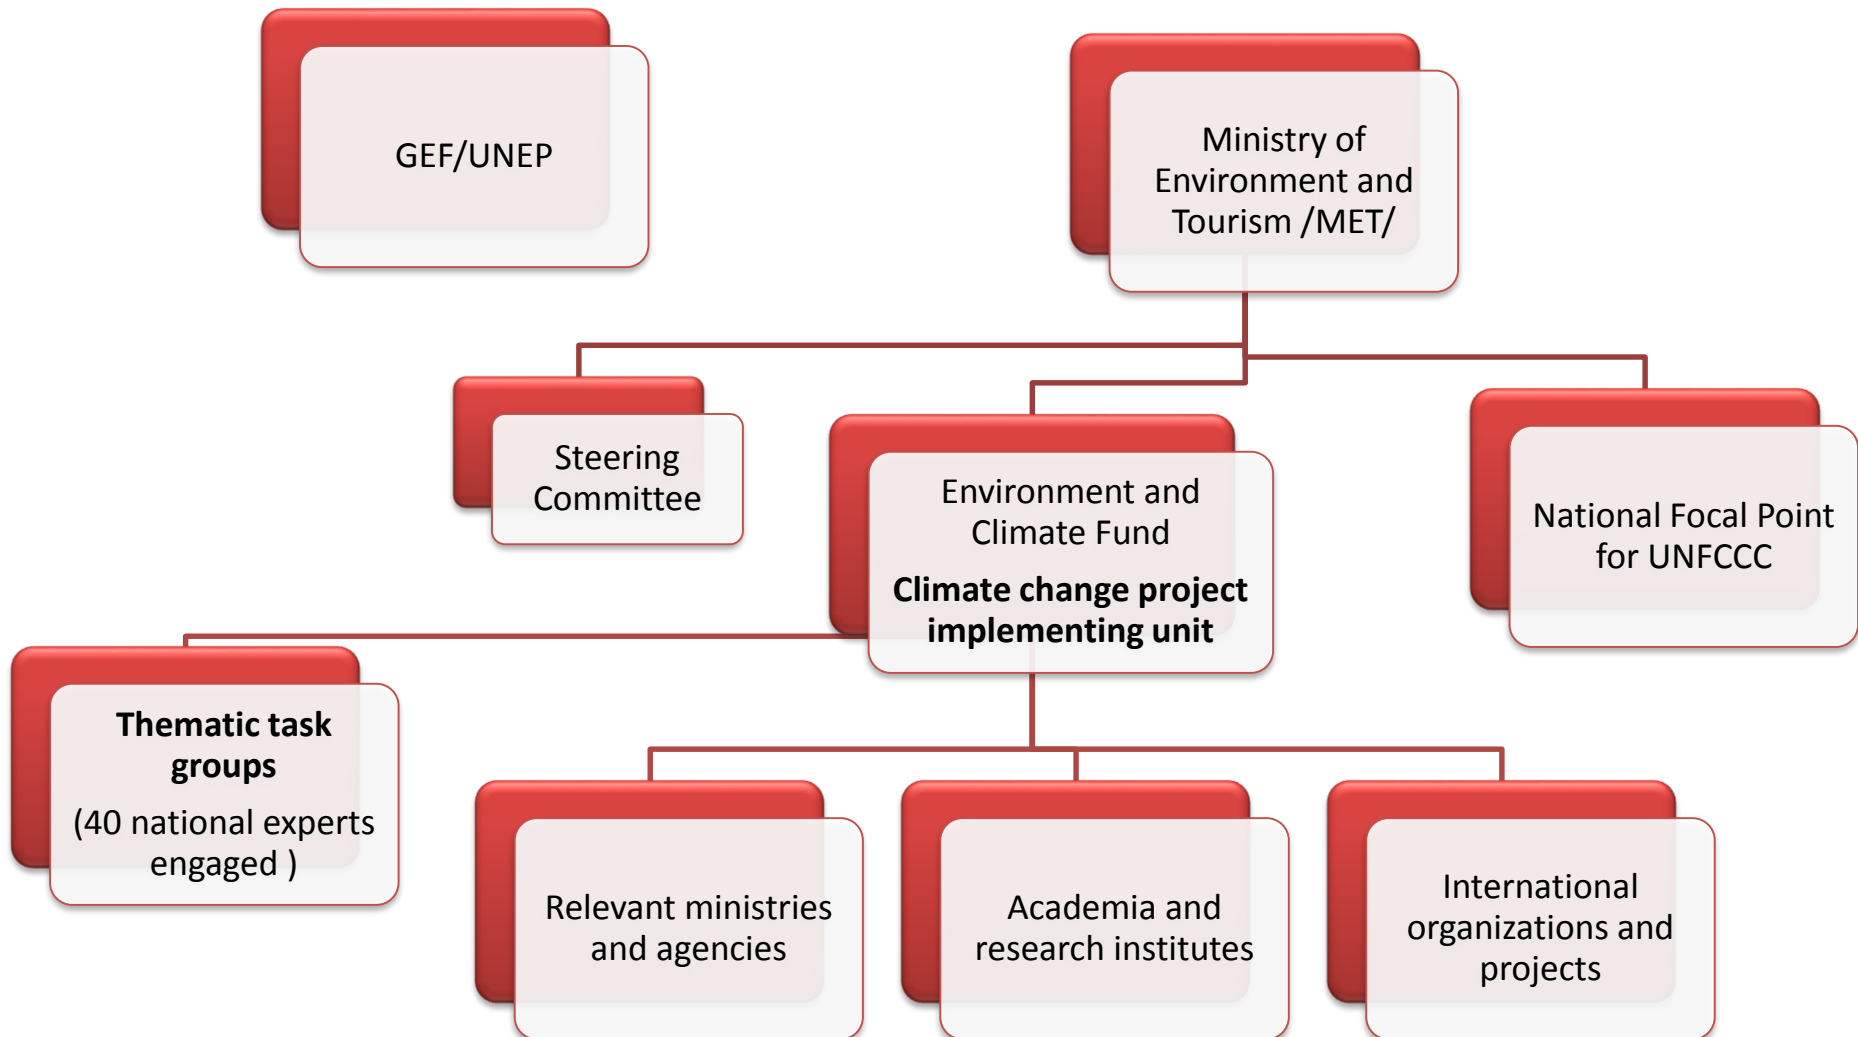 GEF/UNEP
Ministry of
Environment and
Tourism /MET/
Steering
Committee
Environment and
Climate Fund
Climate change project
implementing unit
National Focal Point
for UNFCCC
Thematic task
groups
(40 national experts
engaged )
Relevant ministries
and agencies
Academia and
research institutes
International
organizations and
projects